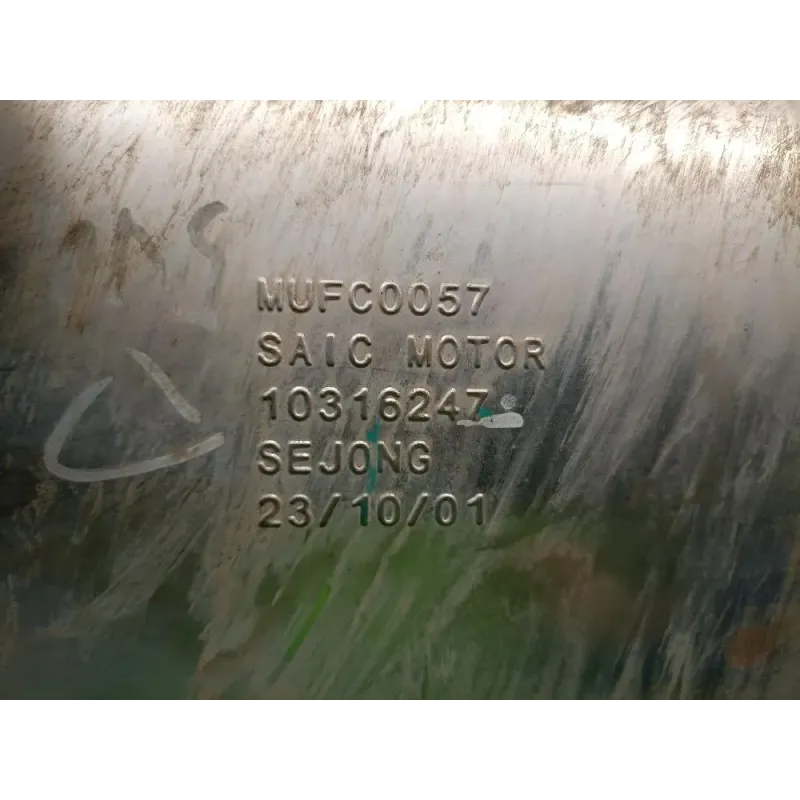 MUFC0057
SAIC MOTOR
10316247
SEJONG
23/10/01